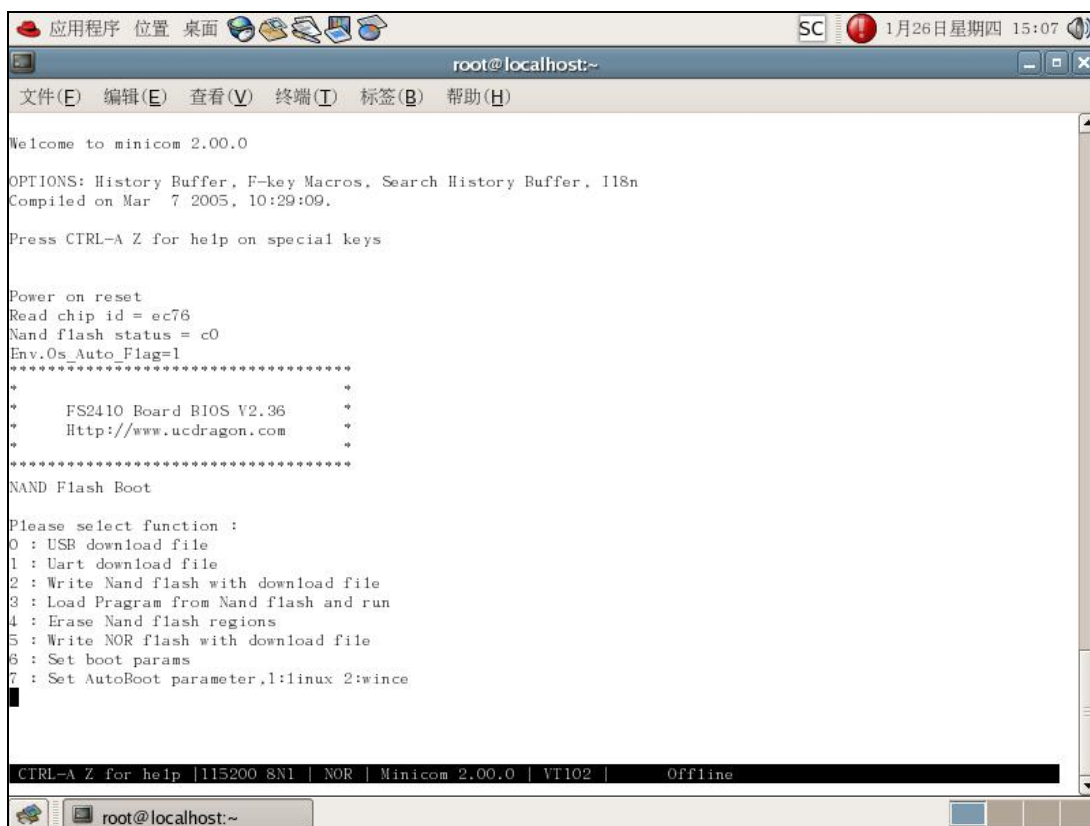 应用程序 位置 桌面 SC 1月26日星期四 15:07
root@localhost:~
文件(F) 编辑(E) 查看(V) 终端(T) 标签(B) 帮助(H)
Welcome to minicom 2.00.0
OPTIONS: History Buffer, F-key Macros, Search History Buffer, I18n
Compiled on Mar 7 2005, 10:29:09.
Press CTRL-A Z for help on special keys
Power on reset
Read chip id = ec76
Nand flash status = c0
Env.Os_Auto_Flag=1
************************************
* *
* FS2410 Board BIOS V2.36 *
* Http://www.ucdragon.com *
* *
************************************
NAND Flash Boot
Please select function :
0 : USB download file
1 : Uart download file
2 : Write Nand flash with download file
3 : Load Pragram from Nand flash and run
4 : Erase Nand flash regions
5 : Write NOR flash with download file
6 : Set boot params
7 : Set AutoBoot parameter,1:linux 2:wince
CTRL-A Z for help |115200 8N1 | NOR | Minicom 2.00.0 | VT102 | Offline
root@localhost:~